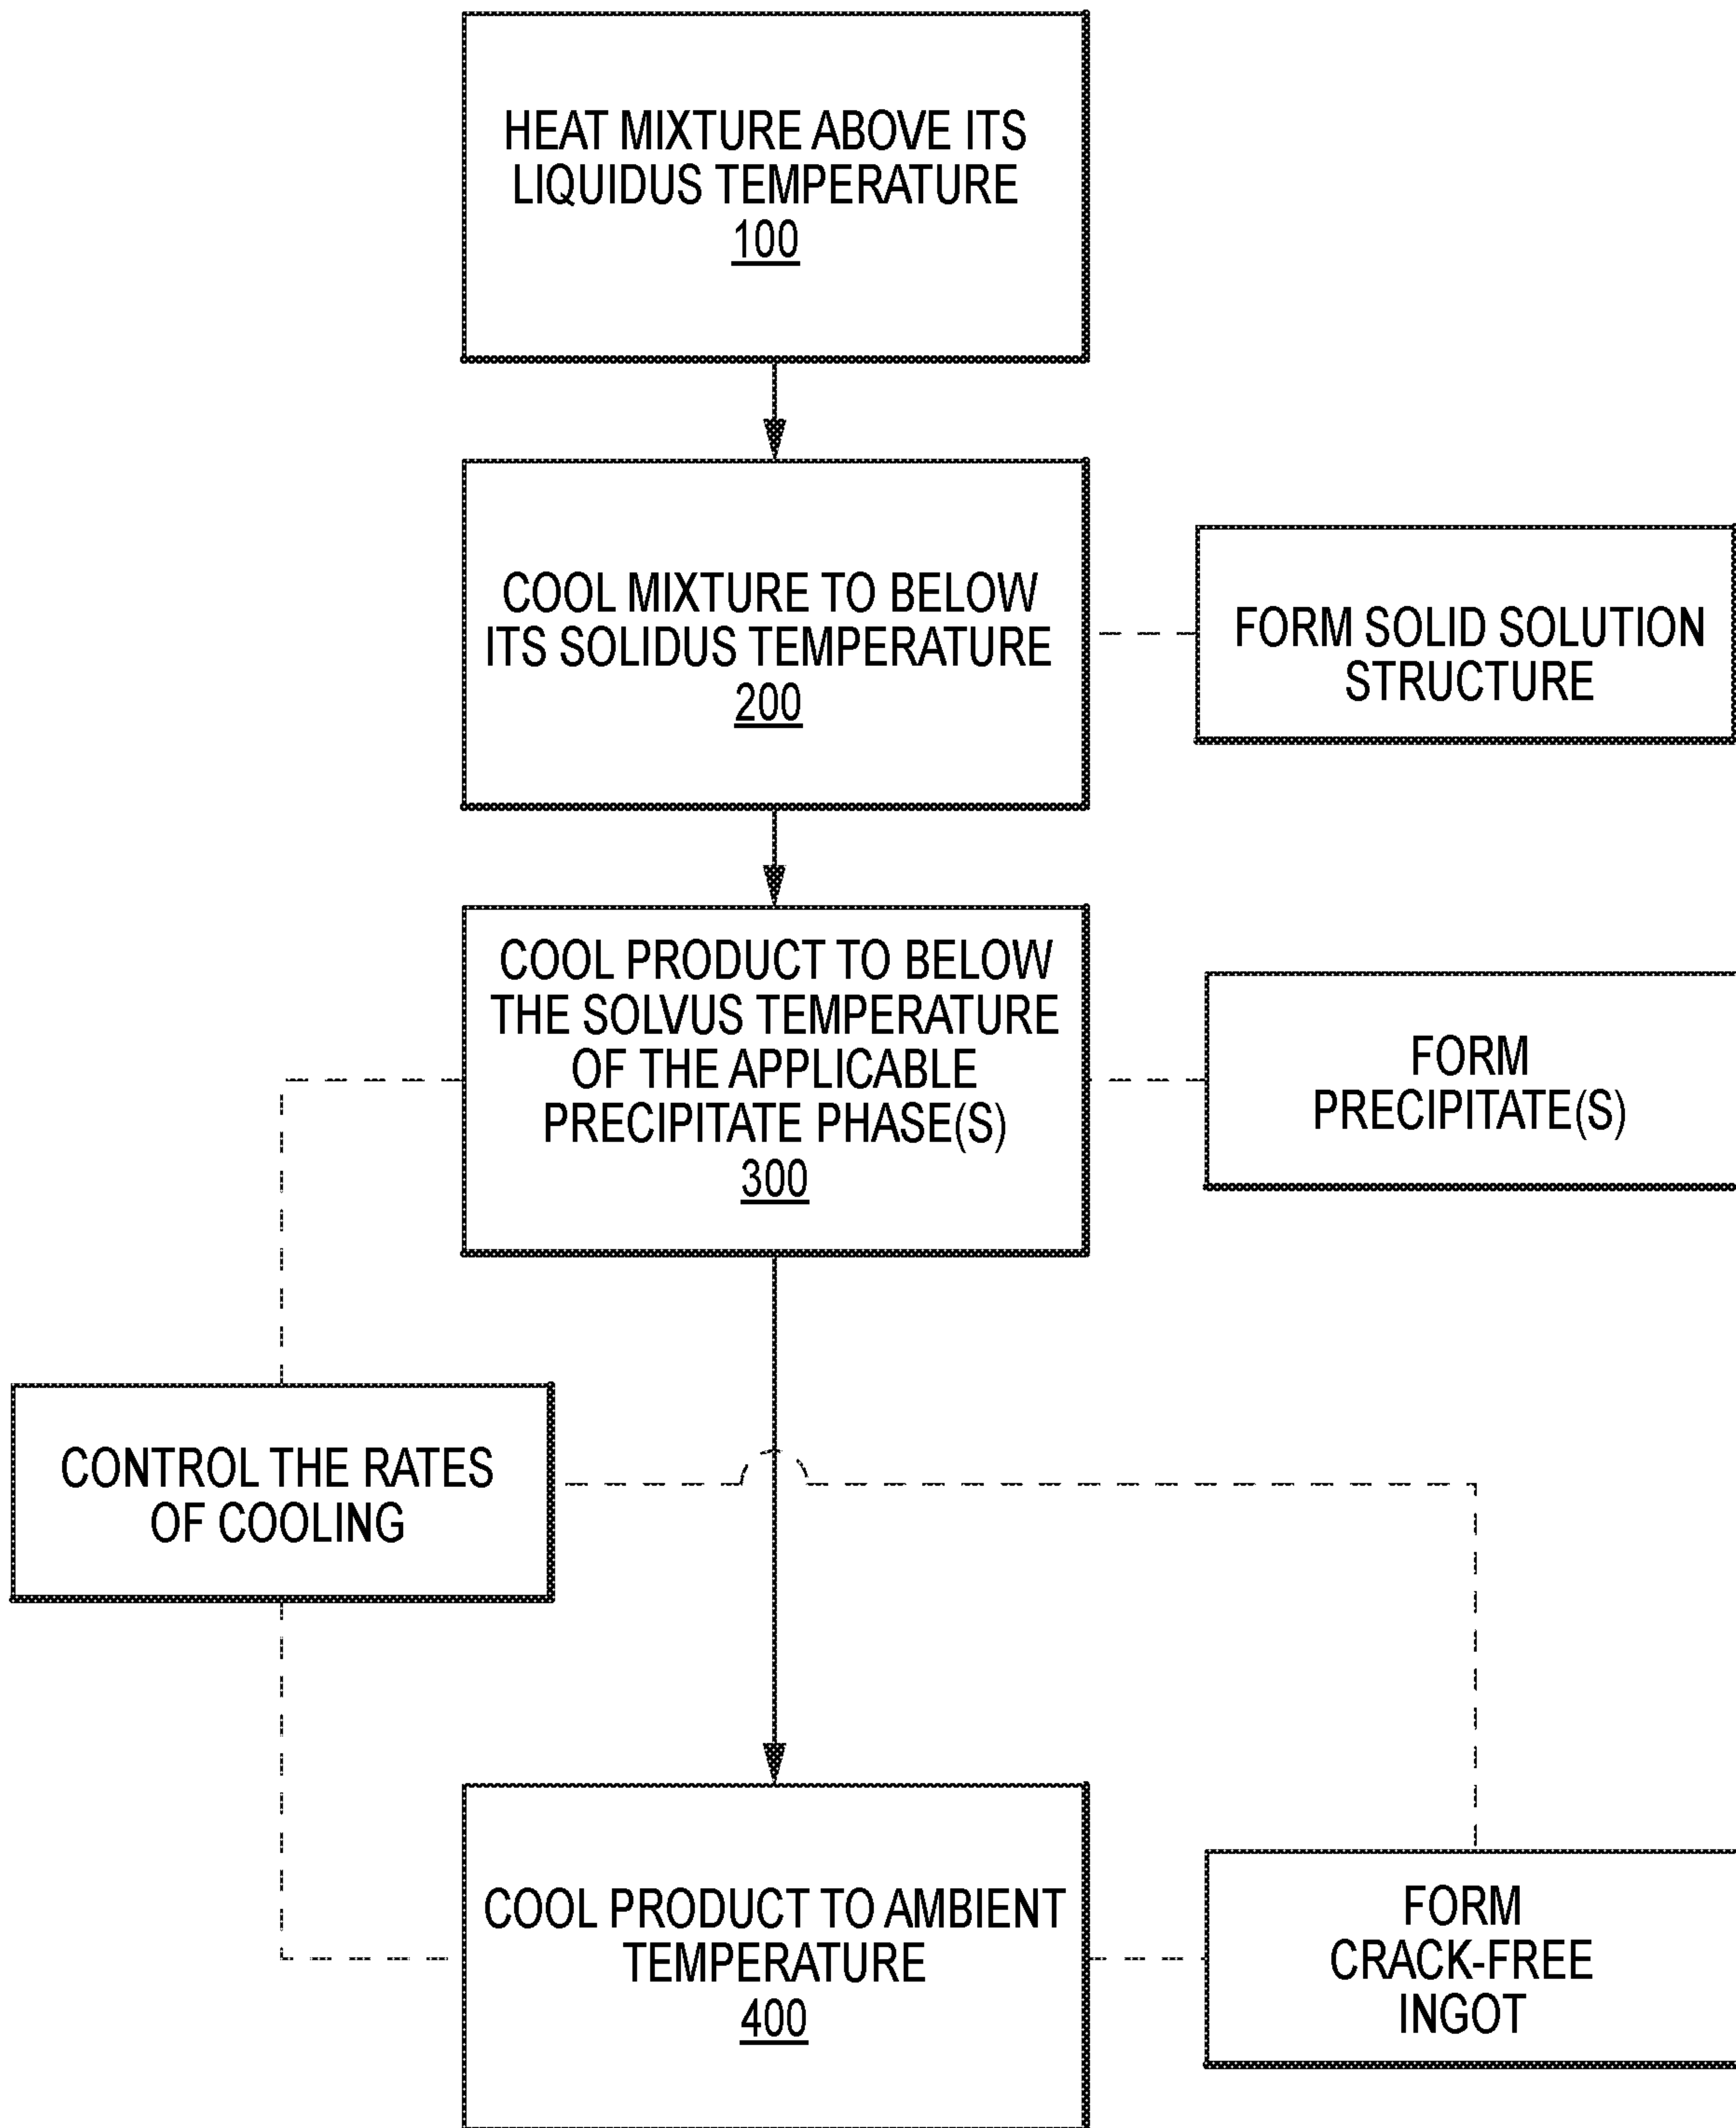 HEAT MIXTURE ABOVE ITS
LIQUIDUS TEMPERATURE
100
COOL MIXTURE TO BELOW
ITS SOLIDUS TEMPERATURE
200
FORM SOLID SOLUTION
STRUCTURE
COOL PRODUCT TO BELOW
THE SOLVUS TEMPERATURE
OF THE APPLICABLE
PRECIPITATE PHASE(S)
300
FORM
PRECIPITATE(S)
CONTROL THE RATES
OF COOLING
COOL PRODUCT TO AMBIENT
TEMPERATURE
400
FORM
CRACK-FREE
INGOT